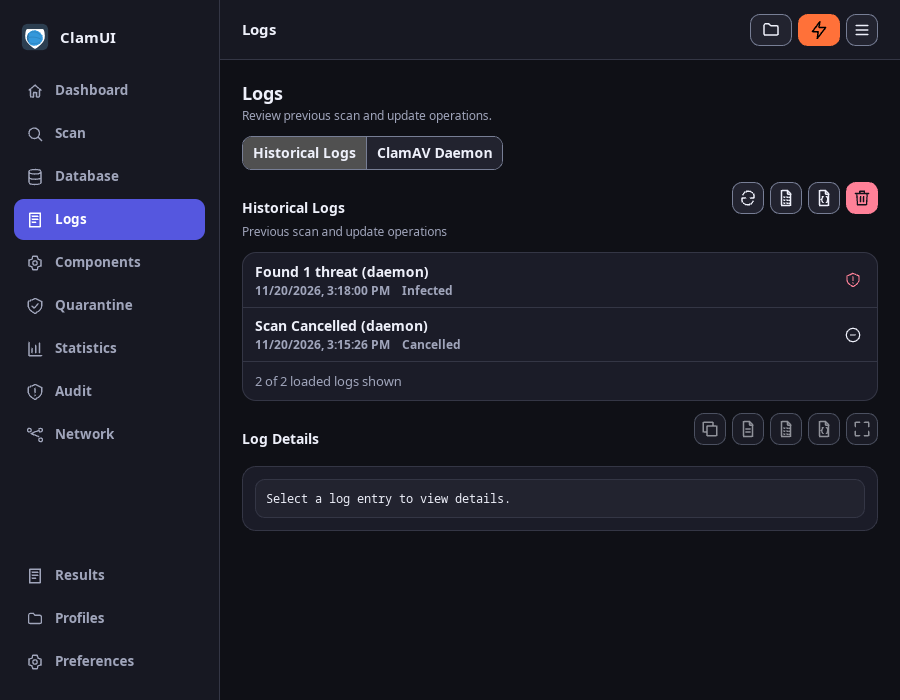 ClamUI
Dashboard
Scan
Database
Logs
Components
Quarantine
Statistics
Audit
Network
Results
Profiles
Preferences
Logs
Logs
Review previous scan and update operations.
Historical Logs ClamAV Daemon
Historical Logs
Previous scan and update operations
Found 1 threat (daemon)
11/20/2026, 3:18:00 PM Infected
Scan Cancelled (daemon)
11/20/2026, 3:15:26 PM Cancelled
2 of 2 loaded logs shown
Log Details
Select a log entry to view details.